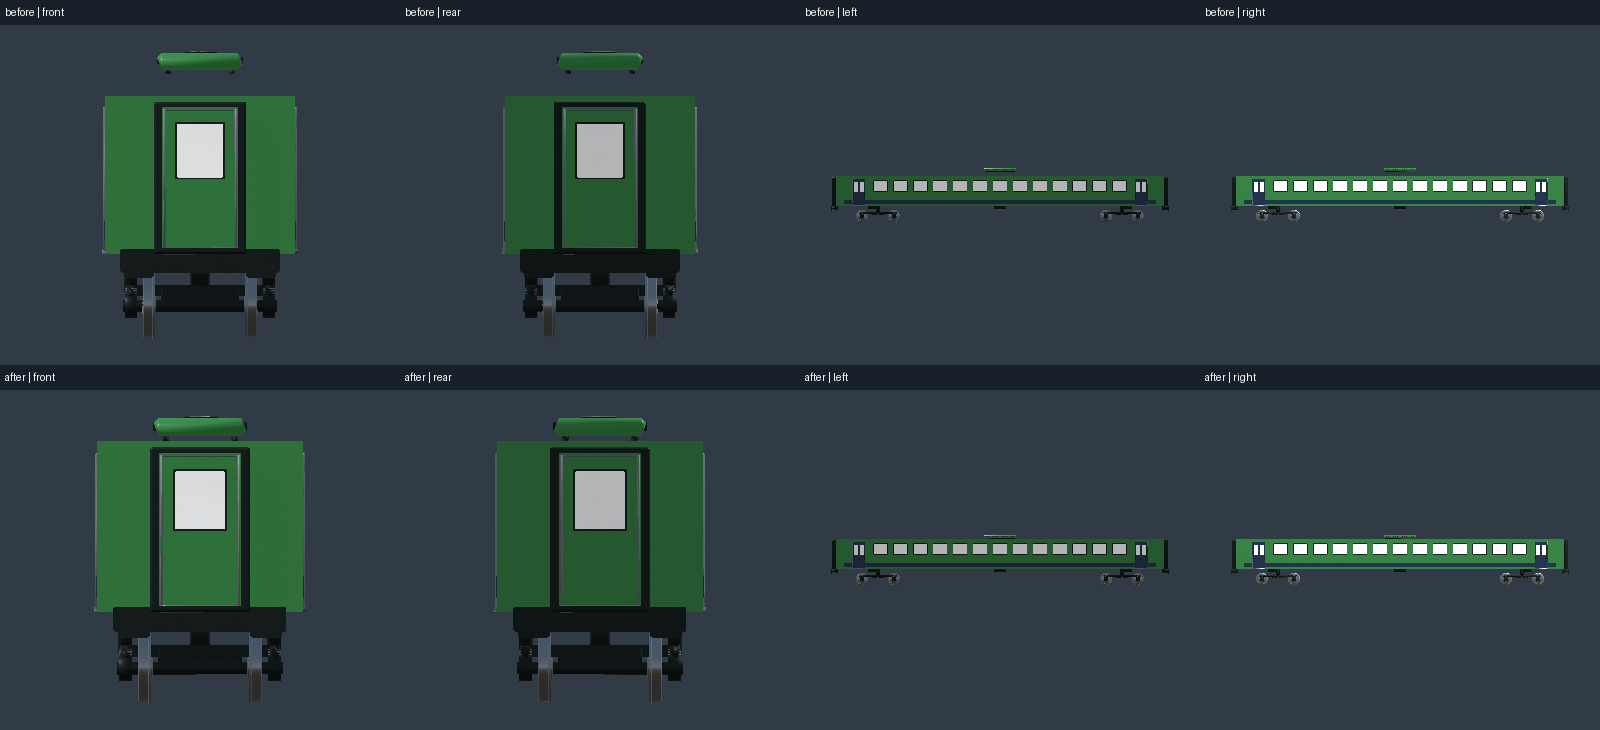 before | front
before | rear
before | left
before | right
after | front
after | rear
after | left
after | right